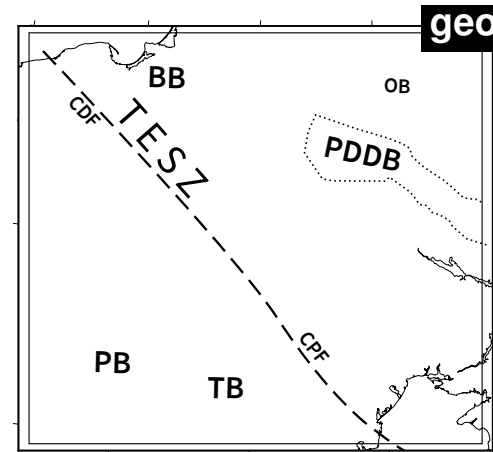 geo
BB
OB
CDF
TESZ
PDDB
CPF
PB
TB